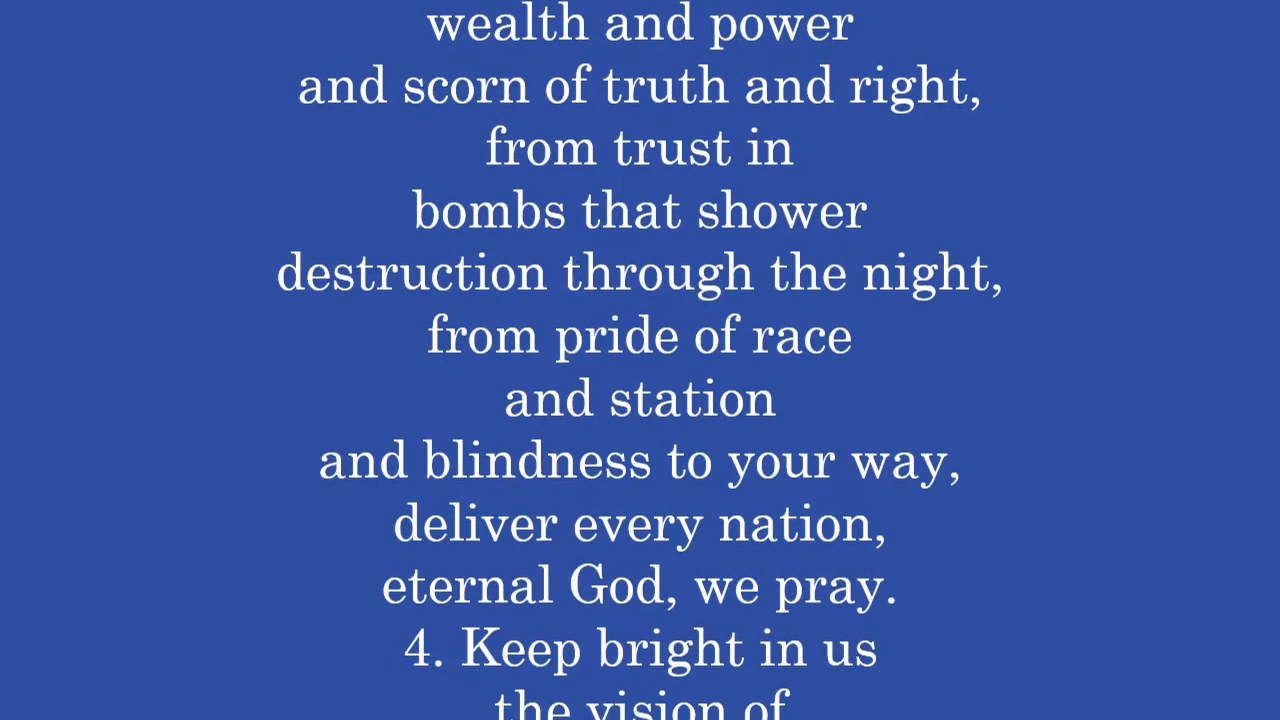 wealth and power
and scorn of truth and right,
from trust in
bombs that shower
destruction through the night,
from pride of race
and station
and blindness to your way,
deliver every nation,
eternal God, we pray.
4. Keep bright in us
the vision of